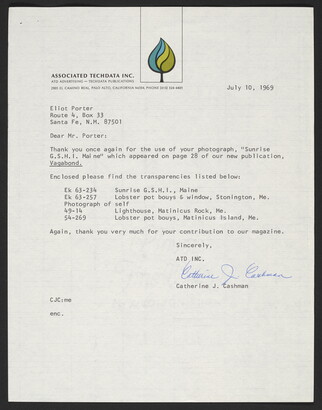 ASSOCIATED TECHDATA INC.
ATD ADVERTISING • TECHDATA PUBLICATIONS
July 10, 1969
Eliot Porter
Route 4, Box 33
Santa Fe, N.M. 87501
Dear Mr. Porter:
Thank you once again for the use of your photograph, "Sunrise
G.S.H.I. Maine" which appeared on page 28 of our new publication,
Vagabond.
Enclosed please find the transparencies listed below:
Ek 63-234 Sunrise G.S.H.I., Maine
Ek 63-257 Lobster pot bouys & window, Stonington, Me.
Photograph of self
49-14 Lighthouse, Matinicus Rock, Me.
54-269 Lobster pot bouys, Matinicus Island, Me.
Again, thank you very much for your contribution to our magazine.
Sincerely,
ATD INC,
Catherine J. Cashman
Catherine J. Cashman
CJC:me
enc.